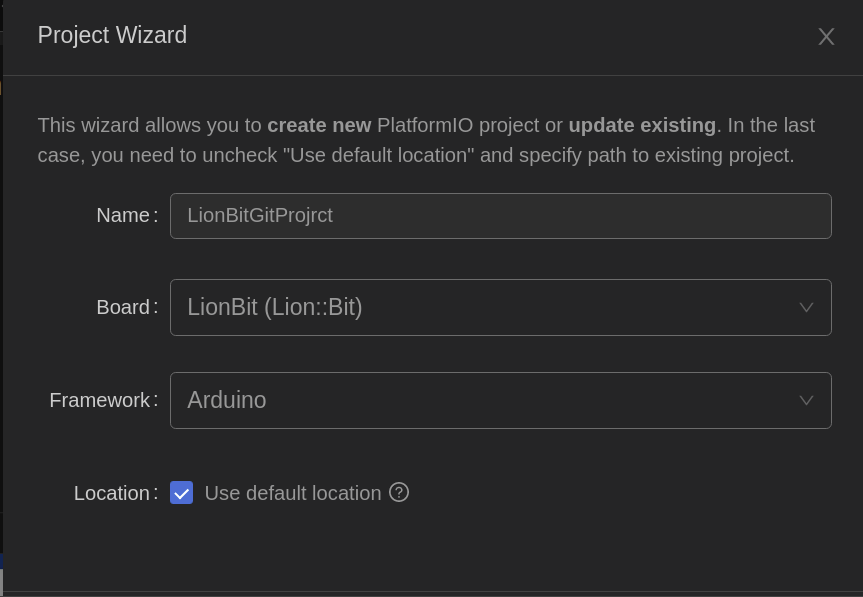 Project Wizard
This wizard allows you to create new PlatformIO project or update existing. In the last
case, you need to uncheck "Use default location" and specify path to existing project.
Name: LionBitGitProjrct
Board: LionBit (Lion::Bit)
Framework: Arduino
Location: Use default location